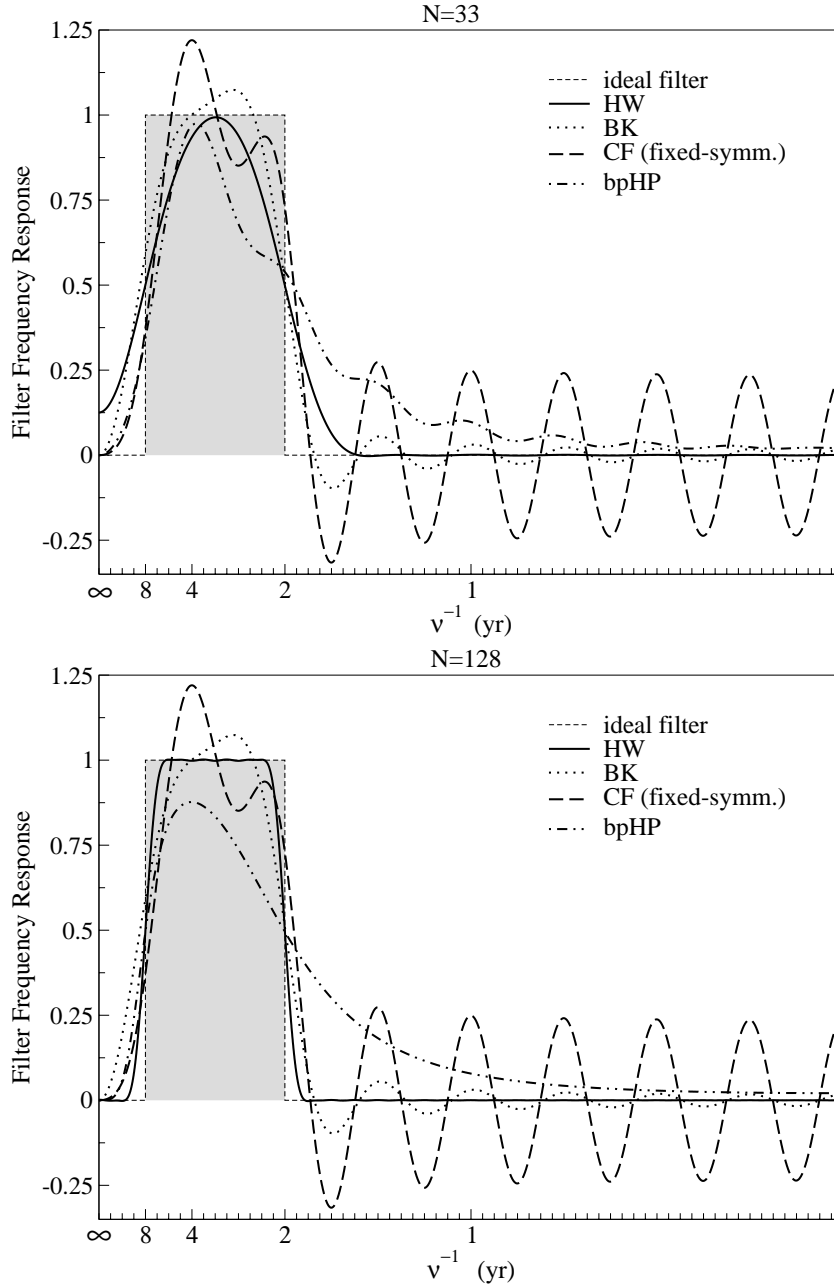 N=33
1.25
1
0.75
0.5
0.25
0
-0.25
Filter Frequency Response
ideal filter
HW
BK
CF (fixed-symm.)
bpHP
∞ 8 4 2 1
ν⁻¹ (yr)
N=128
1.25
1
0.75
0.5
0.25
0
-0.25
Filter Frequency Response
ideal filter
HW
BK
CF (fixed-symm.)
bpHP
∞ 8 4 2 1
ν⁻¹ (yr)